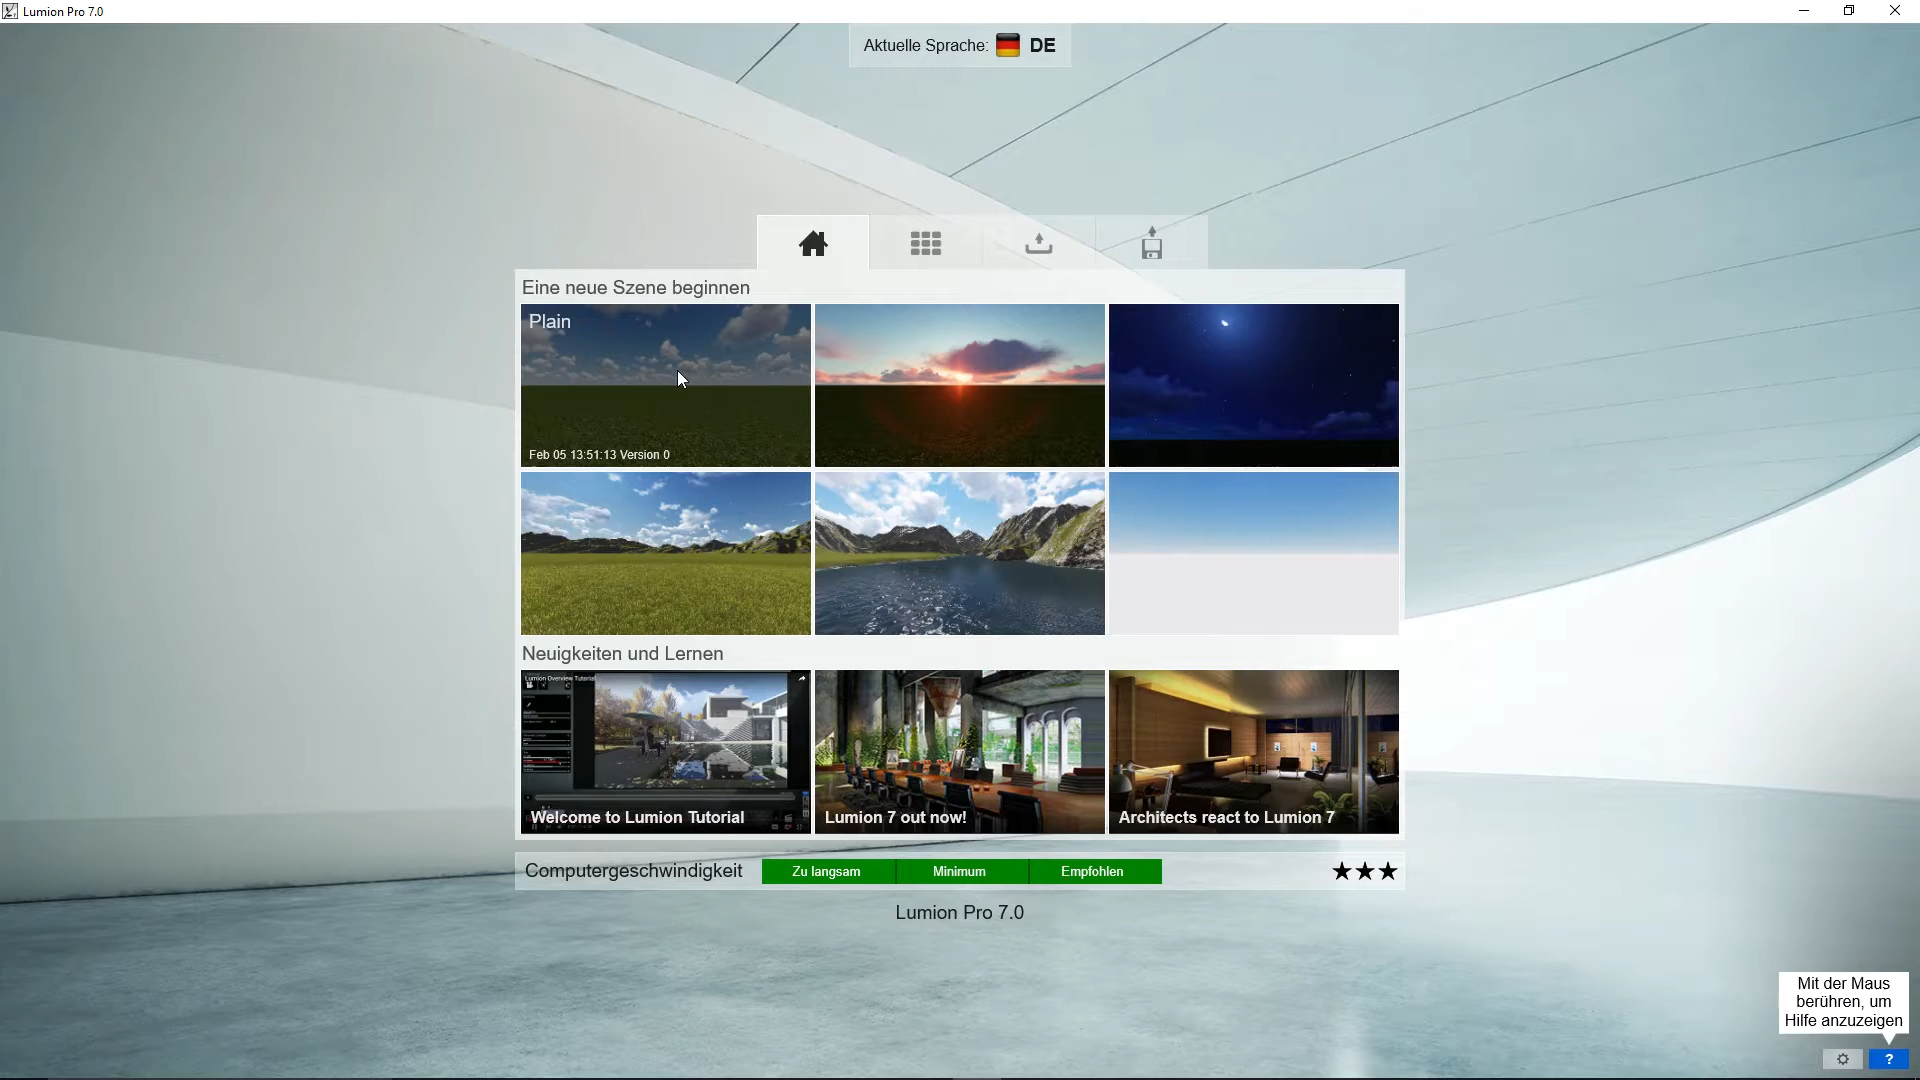 Lumion Pro 7.0
Aktuelle Sprache: DE
Eine neue Szene beginnen
Plain
Feb 05 13:51:13 Version 0
Neuigkeiten und Lernen
Lumion Overview Tutorial
Welcome to Lumion Tutorial
Lumion 7 out now!
Architects react to Lumion 7
Computergeschwindigkeit
Zu langsam
Minimum
Empfohlen
Lumion Pro 7.0
Mit der Maus
berühren, um
Hilfe anzuzeigen
?